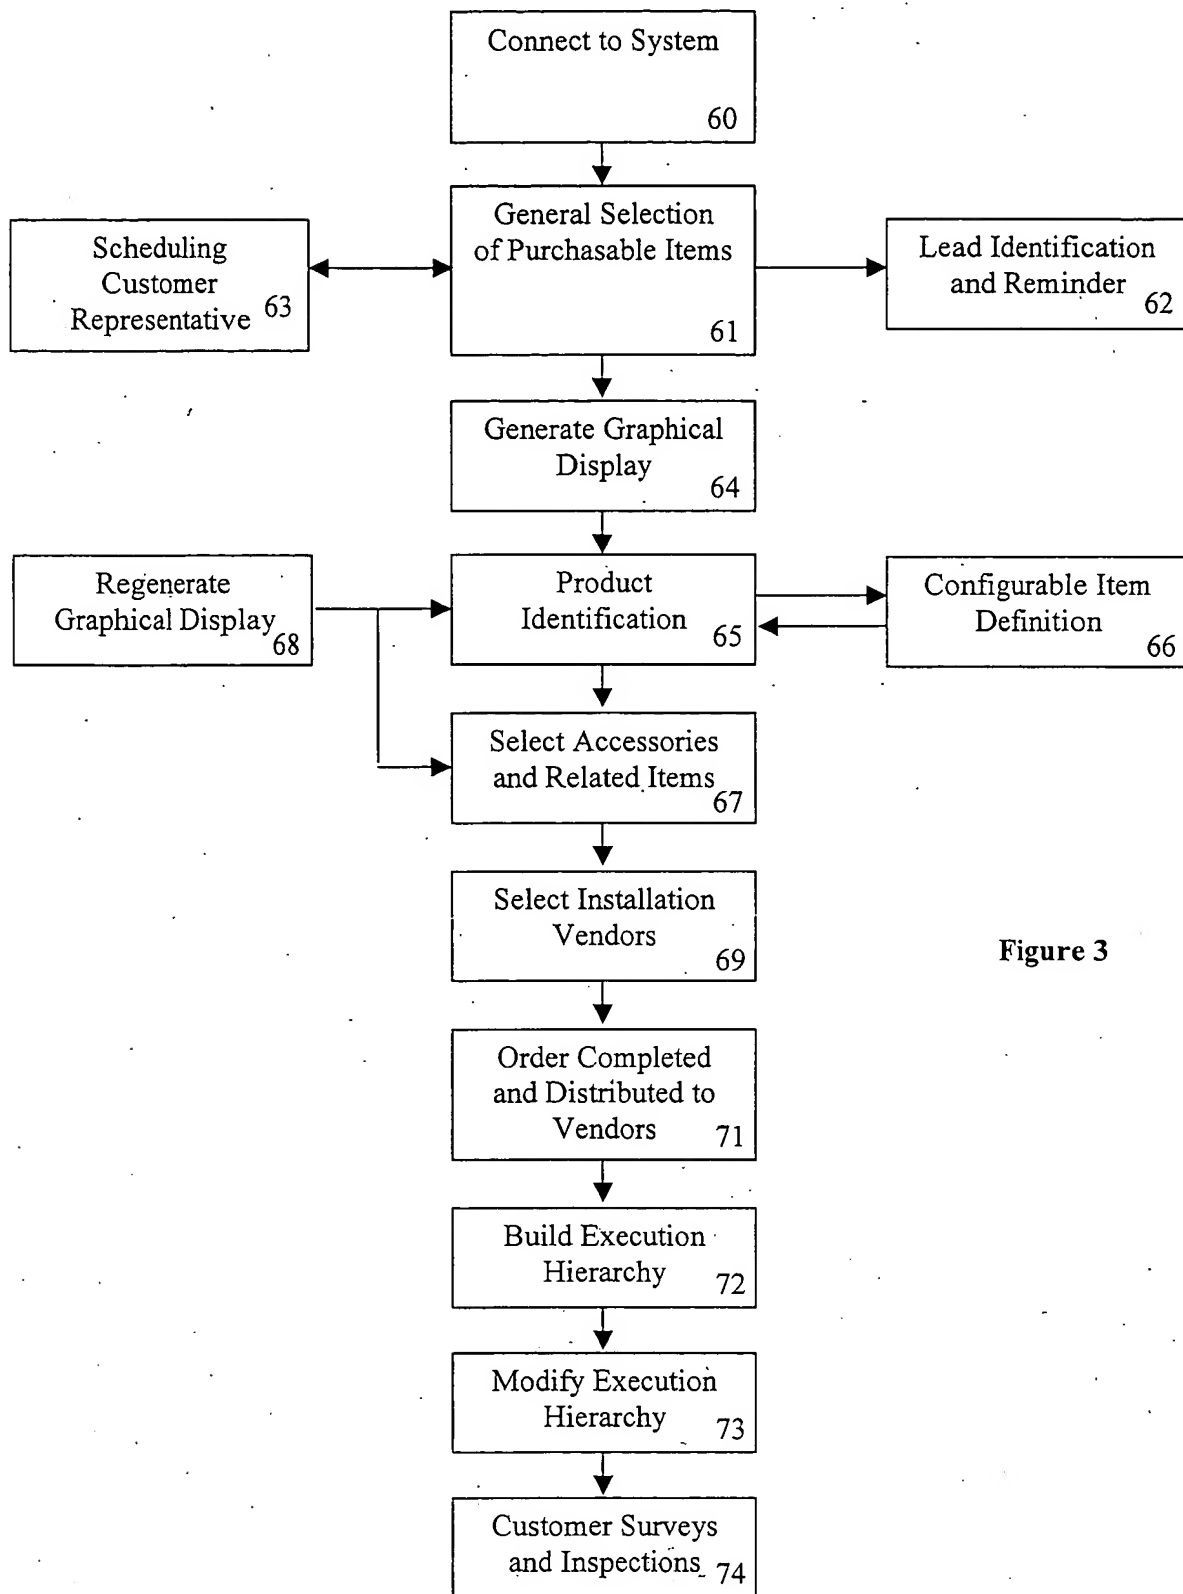 Connect to System
60
General Selection
of Purchasable Items
61
Scheduling
Customer
Representative 63
Lead Identification
and Reminder
62
Generate Graphical
Display
64
Regenerate
Graphical Display
68
Product
Identification
65
Configurable Item
Definition
66
Select Accessories
and Related Items
67
Select Installation
Vendors
69
Figure 3
Order Completed
and Distributed to
Vendors 71
Build Execution
Hierarchy
72
Modify Execution
Hierarchy
73
Customer Surveys
and Inspections 74